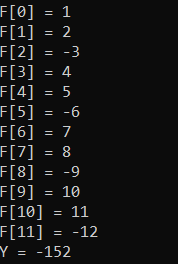 F[0] = 1
F[1] = 2
F[2] = -3
F[3] = 4
F[4] = 5
F[5] = -6
F[6] = 7
F[7] = 8
F[8] = -9
F[9] = 10
F[10] = 11
F[11] = -12
Y = -152